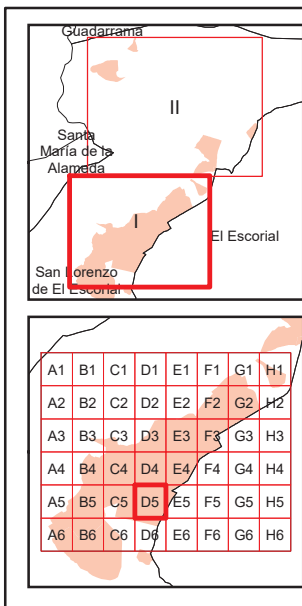 Guadarrama
II
Santa
María de la
Alameda
I
El Escorial
San Lorenzo
de El Escorial
A1 B1 C1 D1 E1 F1 G1 H1
A2 B2 C2 D2 E2 F2 G2 H2
A3 B3 C3 D3 E3 F3 G3 H3
A4 B4 C4 D4 E4 F4 G4 H4
A5 B5 C5 D5 E5 F5 G5 H5
A6 B6 C6 D6 E6 F6 G6 H6